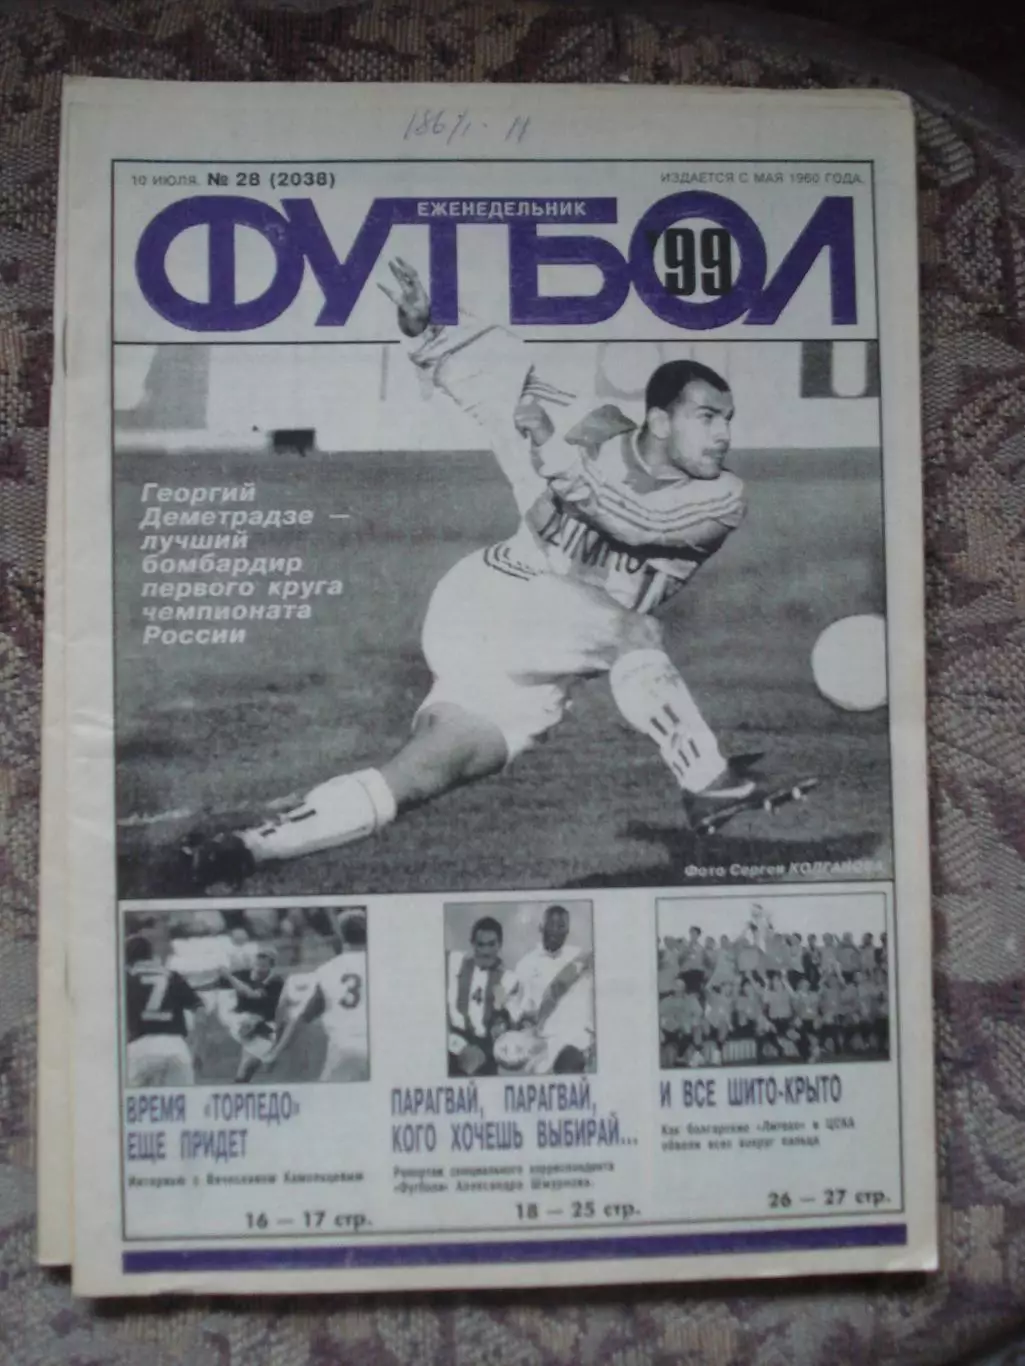 10 ИЮЛЯ. № 28 (2038)
ИЗДАЕТСЯ С МАЯ 1960 ГОДА.
ЕЖЕНЕДЕЛЬНИК
ФУТБОЛ
'99
Георгий
Деметрадзе —
лучший
бомбардир
первого круга
чемпионата
России
Фото Сергея КОЛГАНОВА
2
3
4
ВРЕМЯ «ТОРПЕДО»
ЕЩЕ ПРИДЕТ
Интервью с Вячеславом Камольцевым
16 — 17 стр.
ПАРАГВАЙ, ПАРАГВАЙ,
КОГО ХОЧЕШЬ ВЫБИРАЙ...
Репортаж специального корреспондента
«Футбола» Александра Шмурнова.
18 — 25 стр.
И ВСЕ ШИТО-КРЫТО
Как болгарские «Литекс» и ЦСКА
обвели всех вокруг пальца
26 — 27 стр.